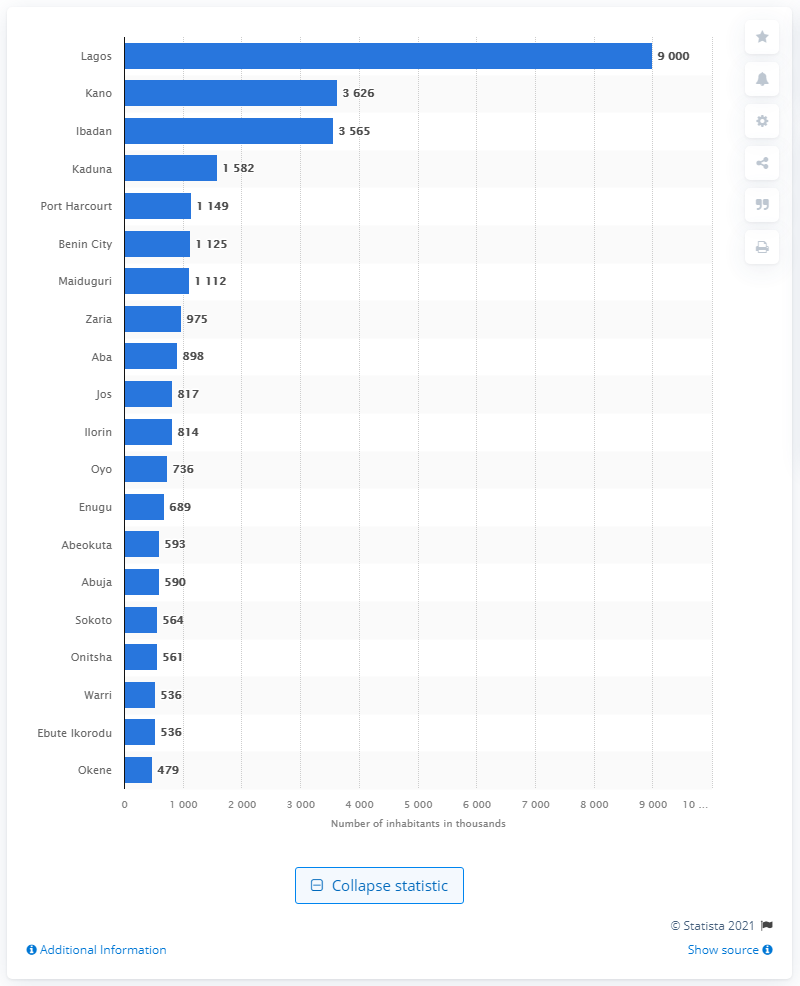 Lagos 9 000
Kano 3 626
Ibadan 3 565
Kaduna 1 582
Port Harcourt 1 149
Benin City 1 125
Maiduguri 1 112
Zaria 975
Aba 898
Jos 817
Ilorin 814
Oyo 736
Enugu 689
Abeokuta 593
Abuja 590
Sokoto 564
Onitsha 561
Warri 536
Ebute Ikorodu 536
Okene 479
0 1 000 2 000 3 000 4 000 5 000 6 000 7 000 8 000 9 000 10 ...
Number of inhabitants in thousands
Collapse statistic
© Statista 2021
Additional Information Show source